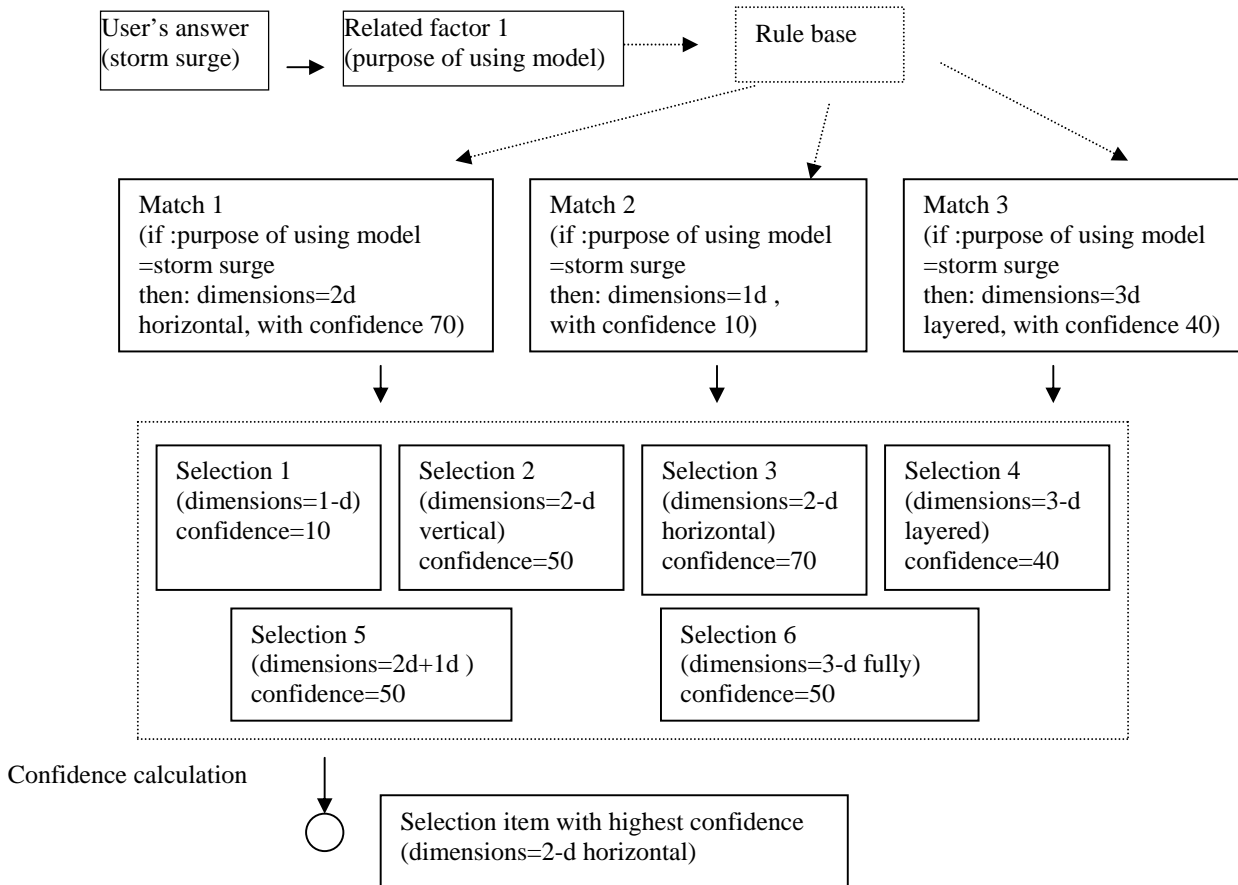 User’s answer
(storm surge)
Related factor 1
(purpose of using model)
Rule base
Match 1
(if :purpose of using model
=storm surge
then: dimensions=2d
horizontal, with confidence 70)
Match 2
(if :purpose of using model
=storm surge
then: dimensions=1d ,
with confidence 10)
Match 3
(if :purpose of using model
=storm surge
then: dimensions=3d
layered, with confidence 40)
Selection 1
(dimensions=1-d)
confidence=10
Selection 2
(dimensions=2-d
vertical)
confidence=50
Selection 3
(dimensions=2-d
horizontal)
confidence=70
Selection 4
(dimensions=3-d
layered)
confidence=40
Selection 5
(dimensions=2d+1d )
confidence=50
Selection 6
(dimensions=3-d fully)
confidence=50
Confidence calculation
Selection item with highest confidence
(dimensions=2-d horizontal)